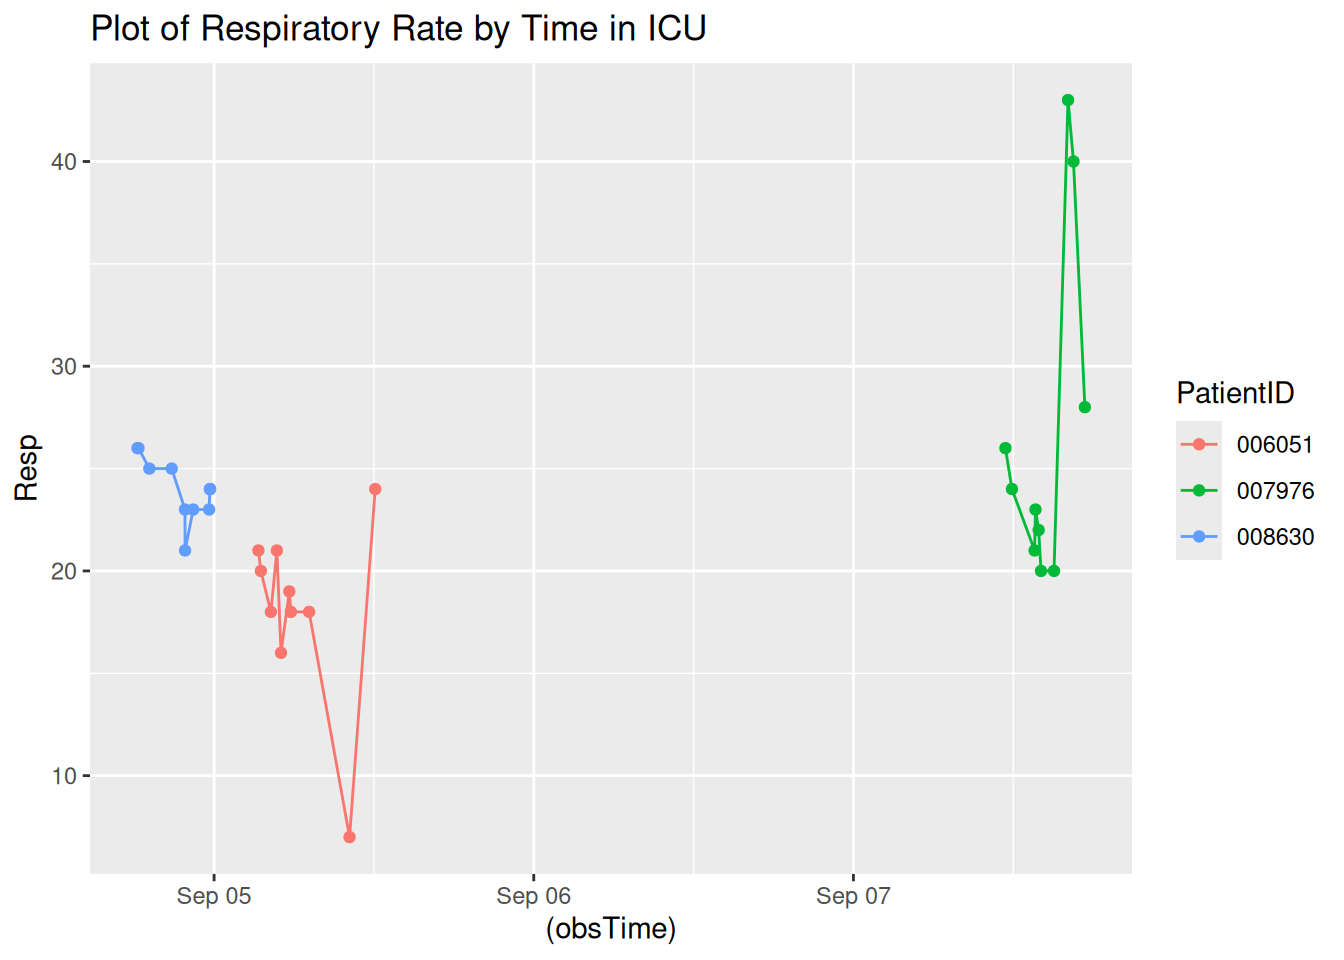 Plot of Respiratory Rate by Time in ICU
Resp
40
30
20
10
Sep 05
Sep 06
Sep 07
(obsTime)
PatientID
006051
007976
008630